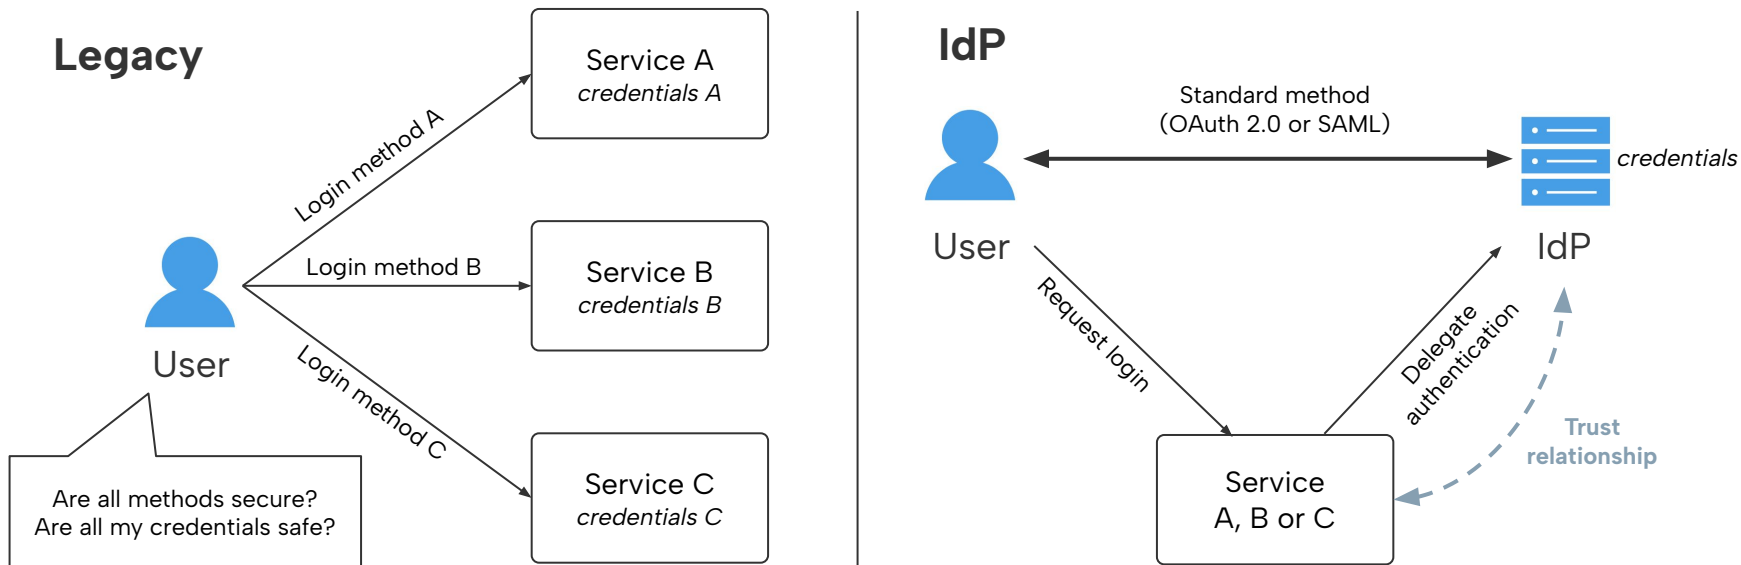 Legacy
Service A
credentials A
Login method A
Login method B
Service B
credentials B
User
Login method C
Service C
credentials C
Are all methods secure?
Are all my credentials safe?
IdP
Standard method
(OAuth 2.0 or SAML)
credentials
User
IdP
Request login
Delegate
authentication
Trust
relationship
Service
A, B or C